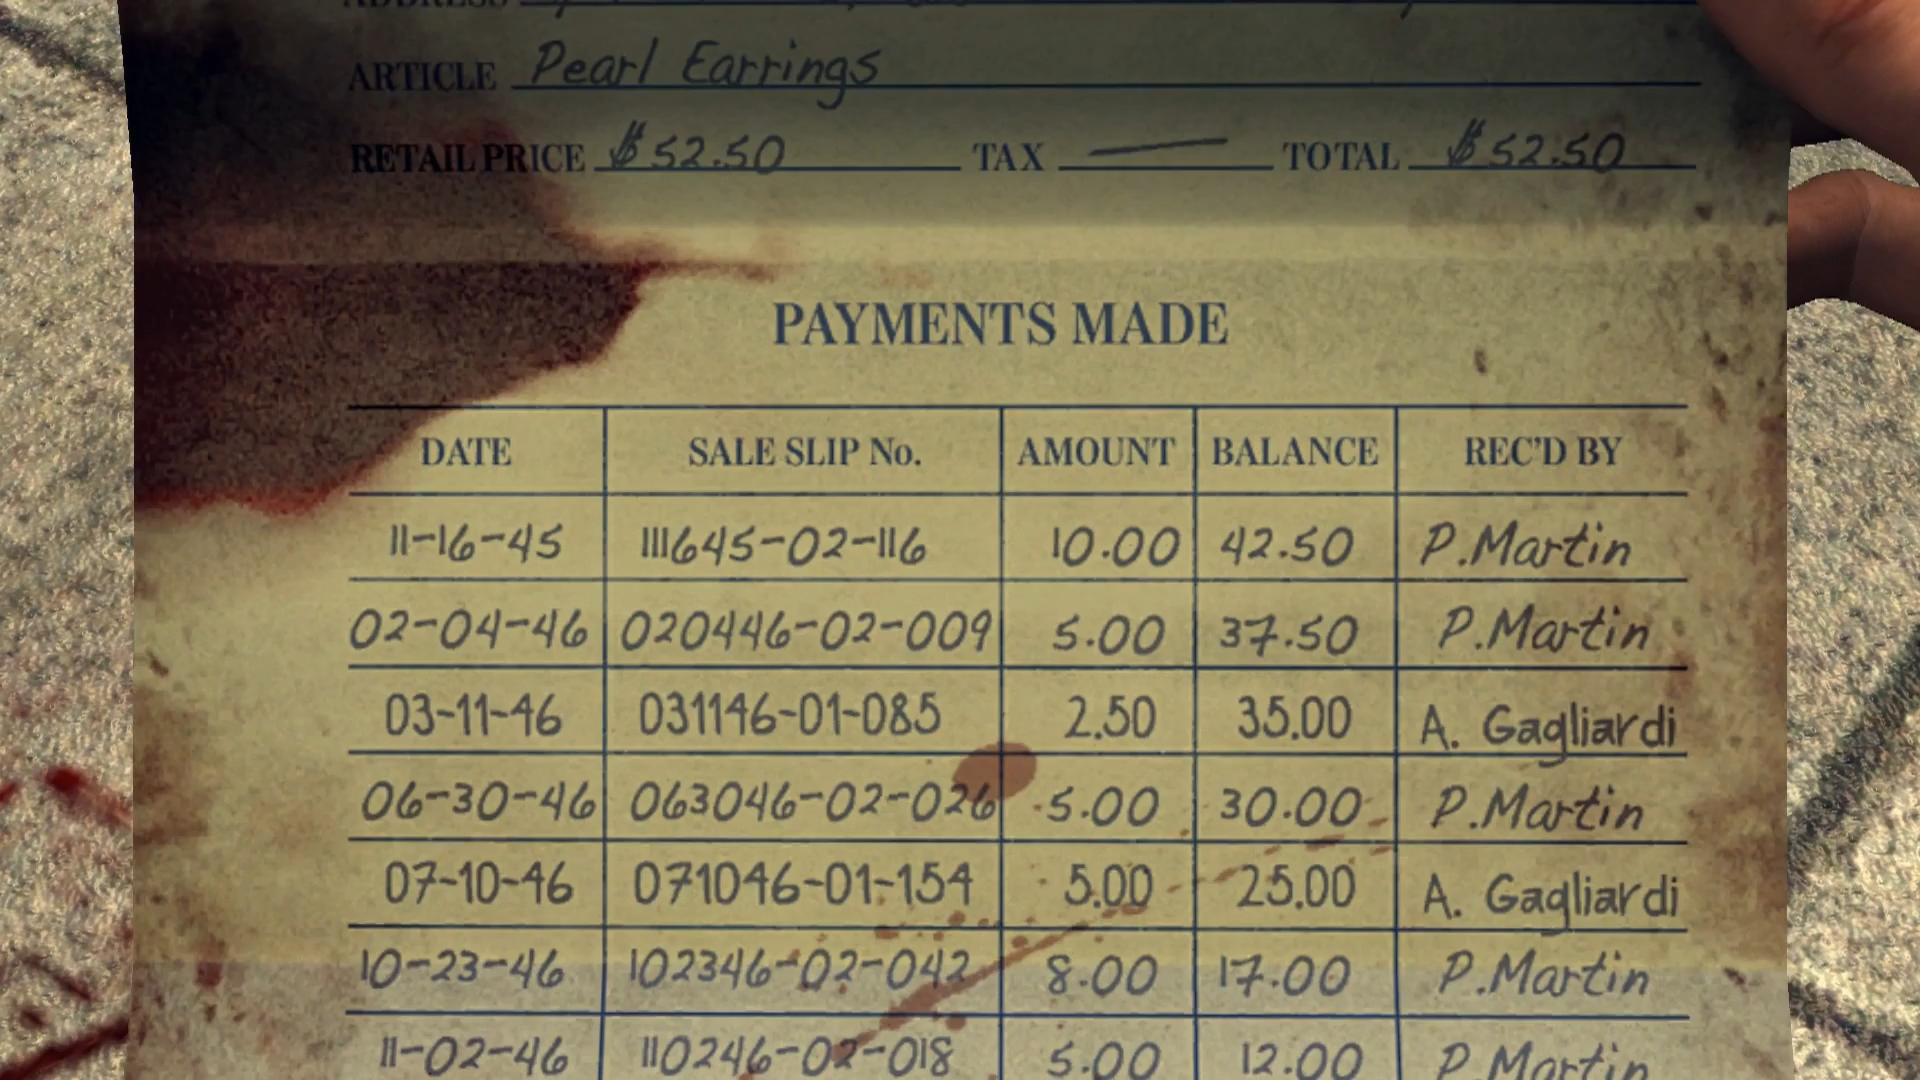 ADDRESS
ARTICLE Pearl Earrings
RETAIL PRICE $52.50 TAX — TOTAL $52.50
PAYMENTS MADE
DATE SALE SLIP No. AMOUNT BALANCE REC'D BY
11-16-45 111645-02-116 10.00 42.50 P.Martin
02-04-46 020446-02-009 5.00 37.50 P.Martin
03-11-46 031146-01-085 2.50 35.00 A. Gagliardi
06-30-46 063046-02-026 5.00 30.00 P.Martin
07-10-46 071046-01-154 5.00 25.00 A. Gagliardi
10-23-46 102346-02-042 8.00 17.00 P.Martin
11-02-46 110246-02-018 5.00 12.00 P.Martin